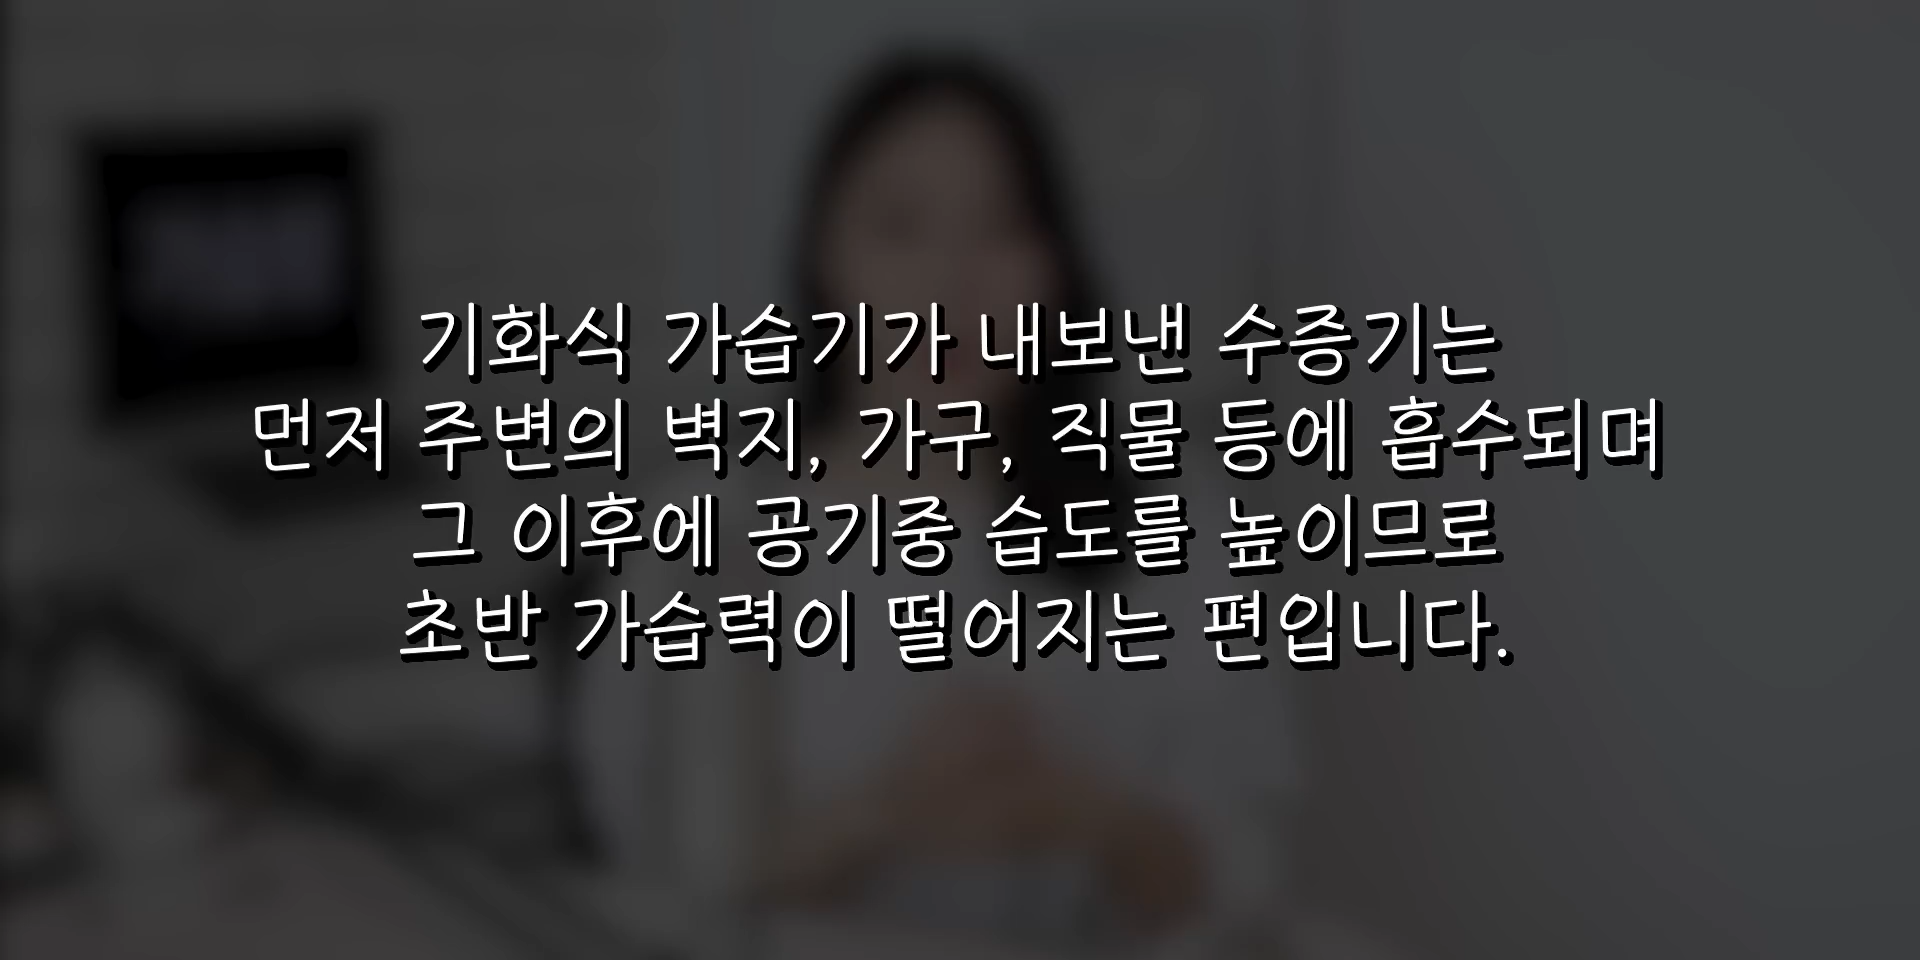 기화식 가습기가 내보낸 수증기는
먼저 주변의 벽지, 가구, 직물 등에 흡수되며
그 이후에 공기중 습도를 높이므로
초반 가습력이 떨어지는 편입니다.